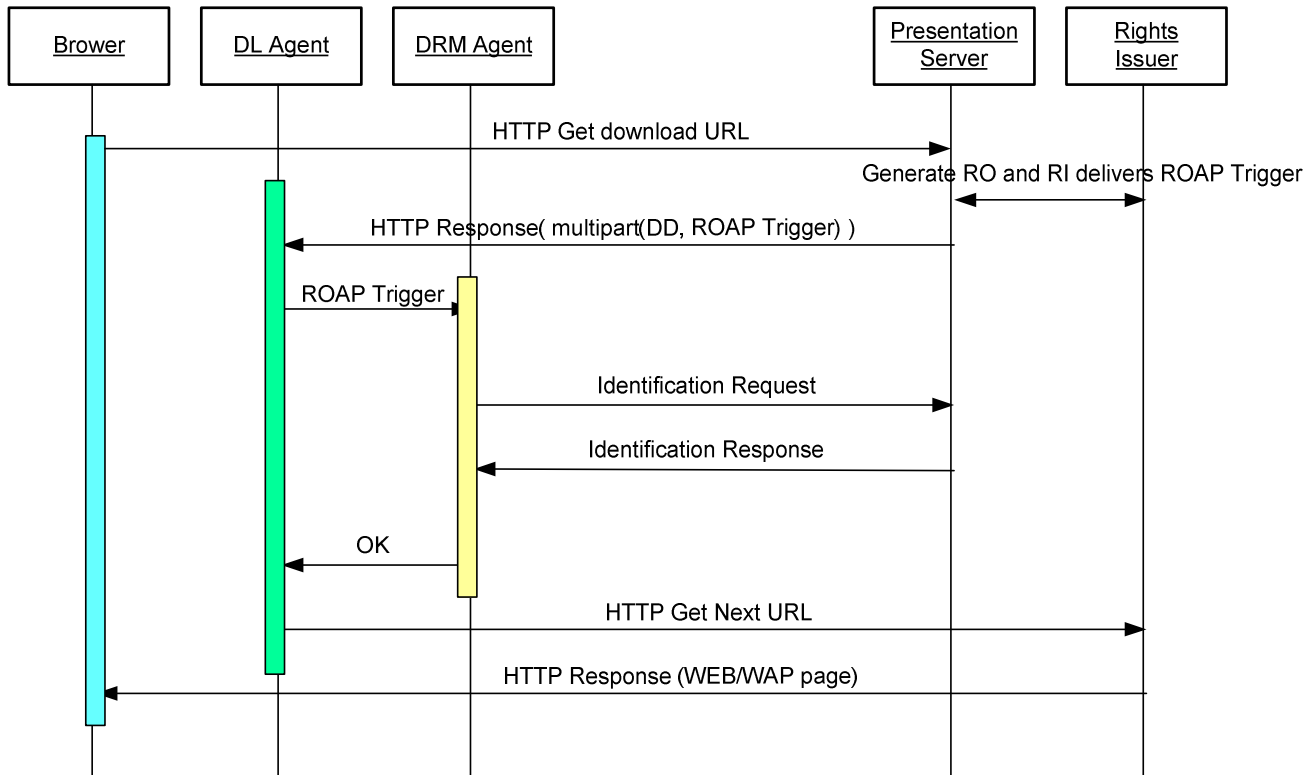 Brower
DL Agent
DRM Agent
Presentation
Server
Rights
Issuer
HTTP Get download URL
Generate RO and RI delivers ROAP Trigger
HTTP Response( multipart(DD, ROAP Trigger) )
ROAP Trigger
Identification Request
Identification Response
OK
HTTP Get Next URL
HTTP Response (WEB/WAP page)